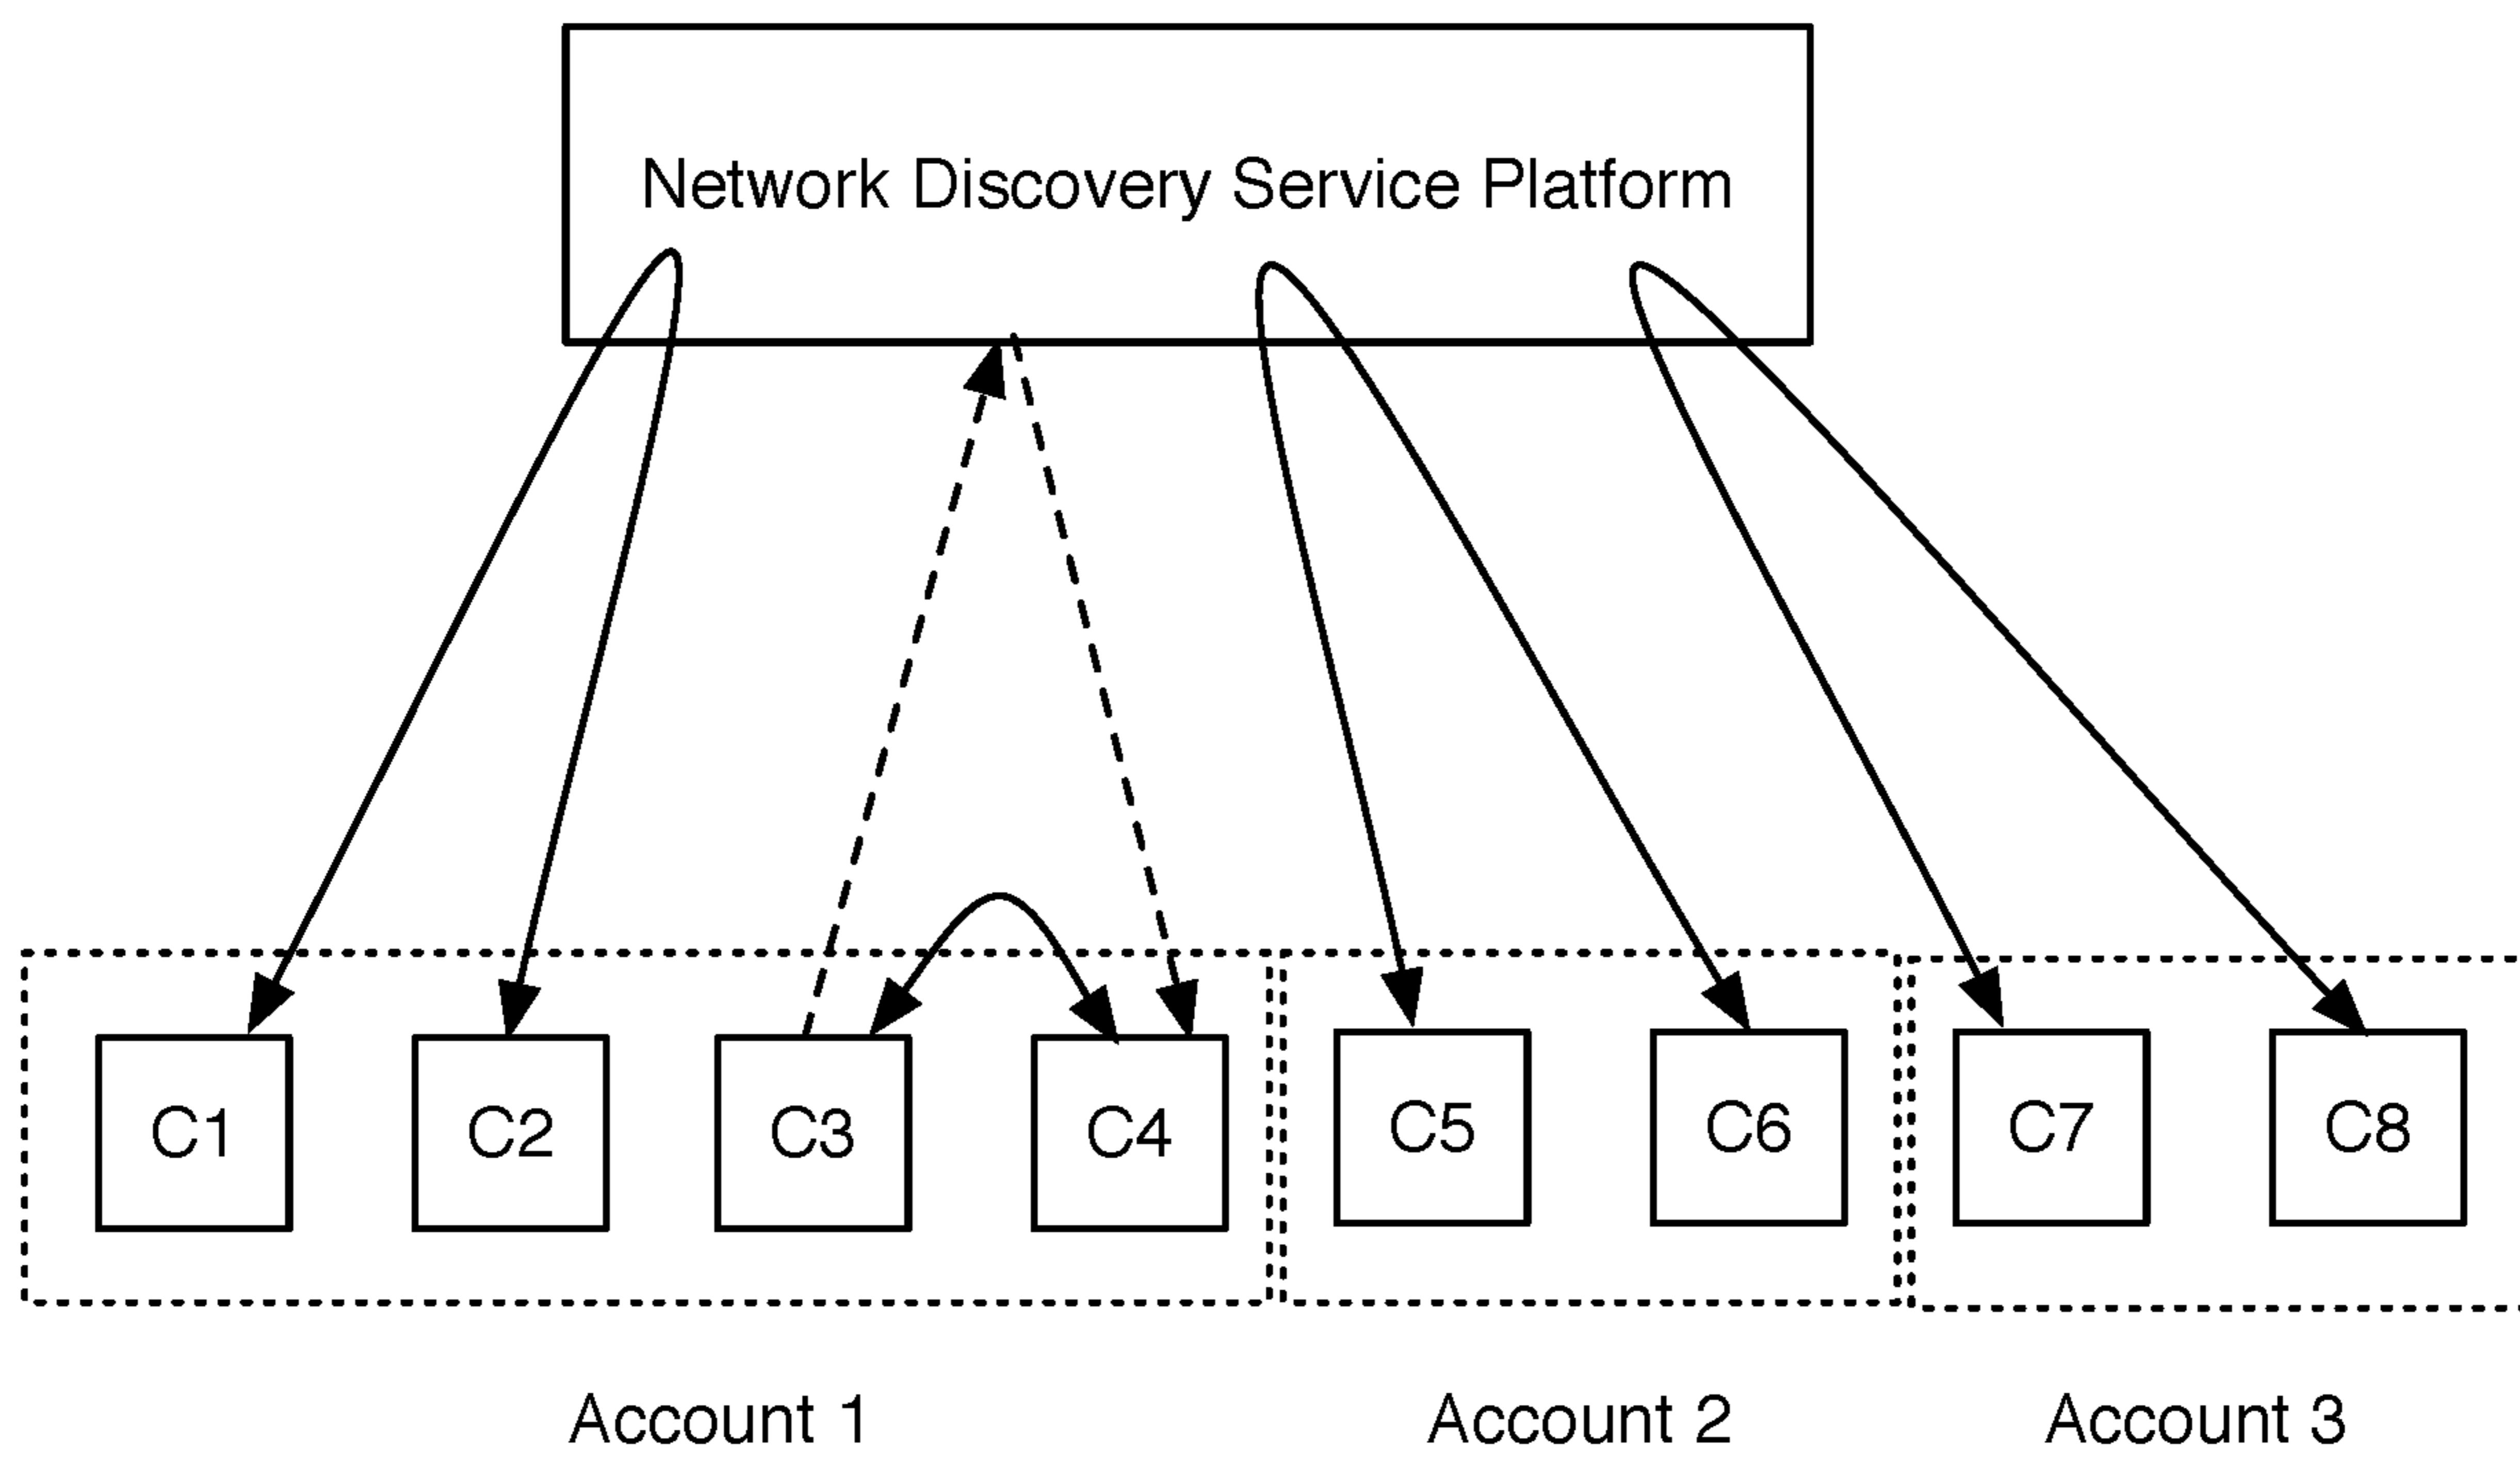 Network Discovery Service Platform
C1 C2 C3 C4 C5 C6 C7 C8
Account 1 Account 2 Account 3